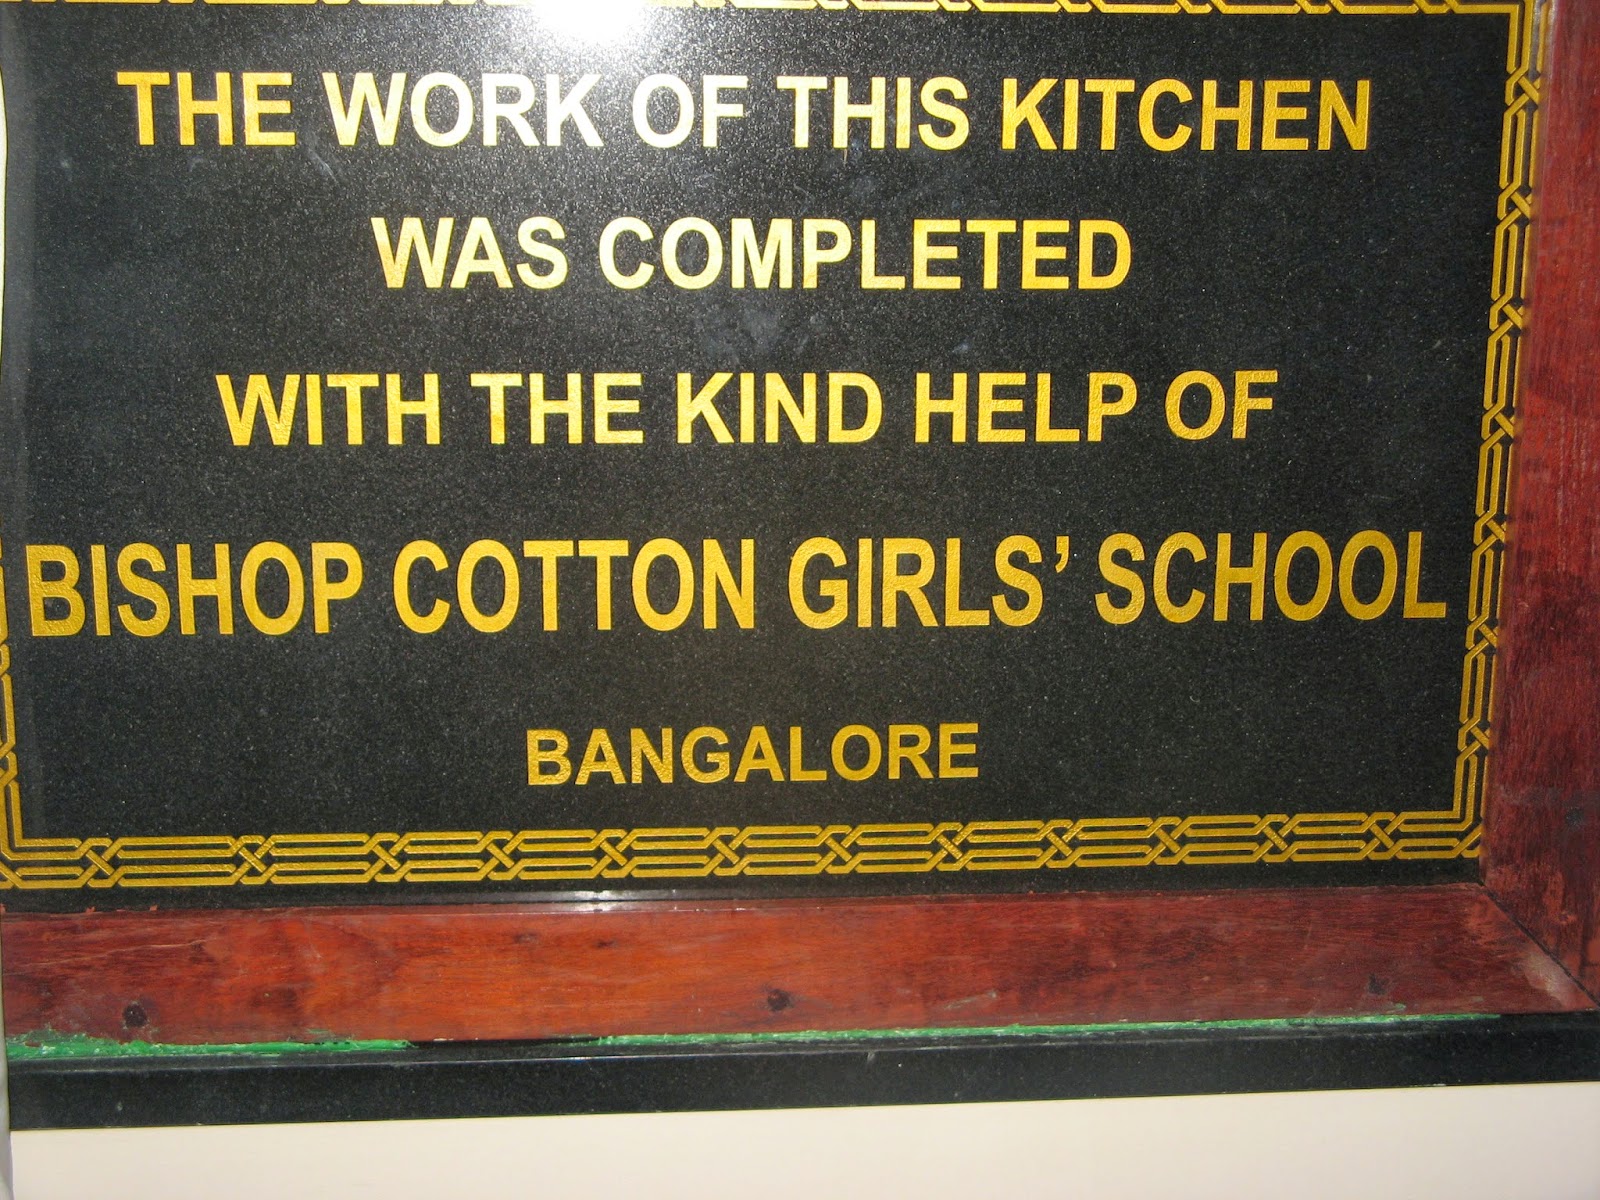 THE WORK OF THIS KITCHEN
WAS COMPLETED
WITH THE KIND HELP OF
BISHOP COTTON GIRLS’ SCHOOL
BANGALORE